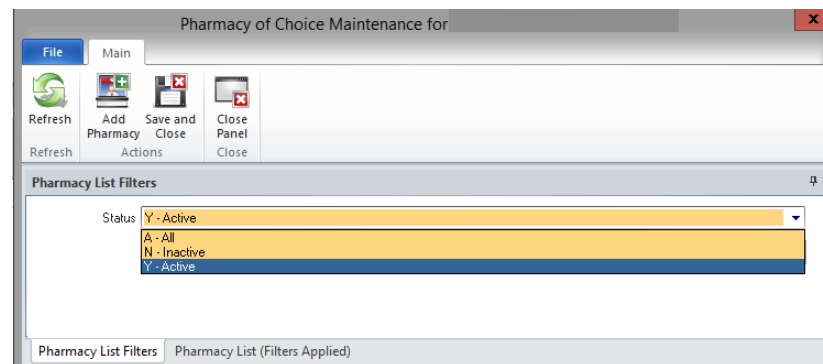 Pharmacy of Choice Maintenance for
x
File Main
Refresh Add Pharmacy Save and Close Close Panel
Refresh Actions Close
Pharmacy List Filters
Status Y - Active
A - All
N - Inactive
Y - Active
Pharmacy List Filters Pharmacy List (Filters Applied)